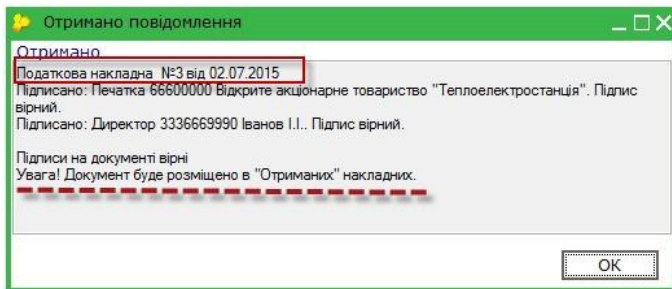 Отримано повідомлення
Отримано
Податкова накладна №3 від 02.07.2015
Підписано: Печатка 66600000 Відкрите акціонарне товариство "Теплоелектростанція". Підпис
вірний.
Підписано: Директор 3336669990 Іванов І.І.. Підпис вірний.
Підписи на документі вірні
Увага! Документ буде розміщено в "Отриманих" накладних.
OK